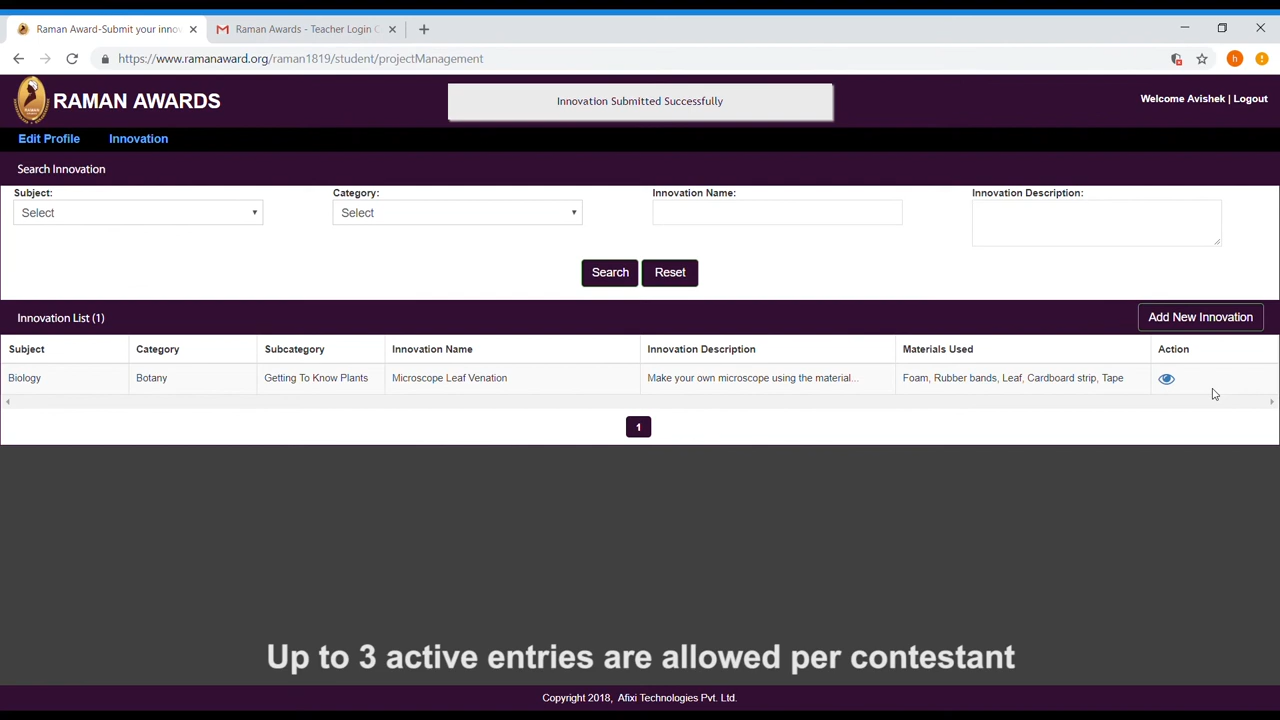 Raman Award-Submit your inno
Raman Awards - Teacher Login
https://www.ramanaward.org/raman1819/student/projectManagement
h
RAMAN AWARDS
Innovation Submitted Successfully
Welcome Avishek | Logout
Edit Profile
Innovation
Search Innovation
Subject:
Category:
Innovation Name:
Innovation Description:
Select
Select
Search
Reset
Innovation List (1)
Add New Innovation
Subject
Category
Subcategory
Innovation Name
Innovation Description
Materials Used
Action
Biology
Botany
Getting To Know Plants
Microscope Leaf Venation
Make your own microscope using the material...
Foam, Rubber bands, Leaf, Cardboard strip, Tape
1
Up to 3 active entries are allowed per contestant
Copyright 2018, Afixi Technologies Pvt. Ltd.